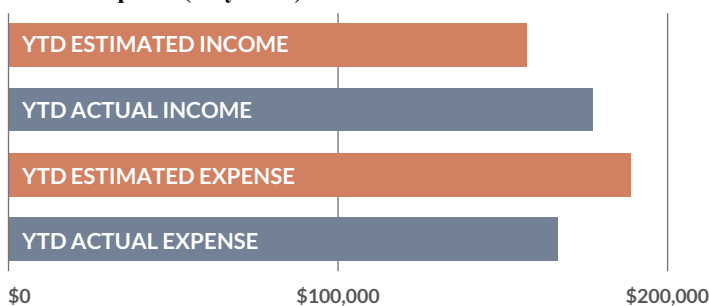 YTD ESTIMATED INCOME
YTD ACTUAL INCOME
YTD ESTIMATED EXPENSE
YTD ACTUAL EXPENSE
$0 $100,000 $200,000